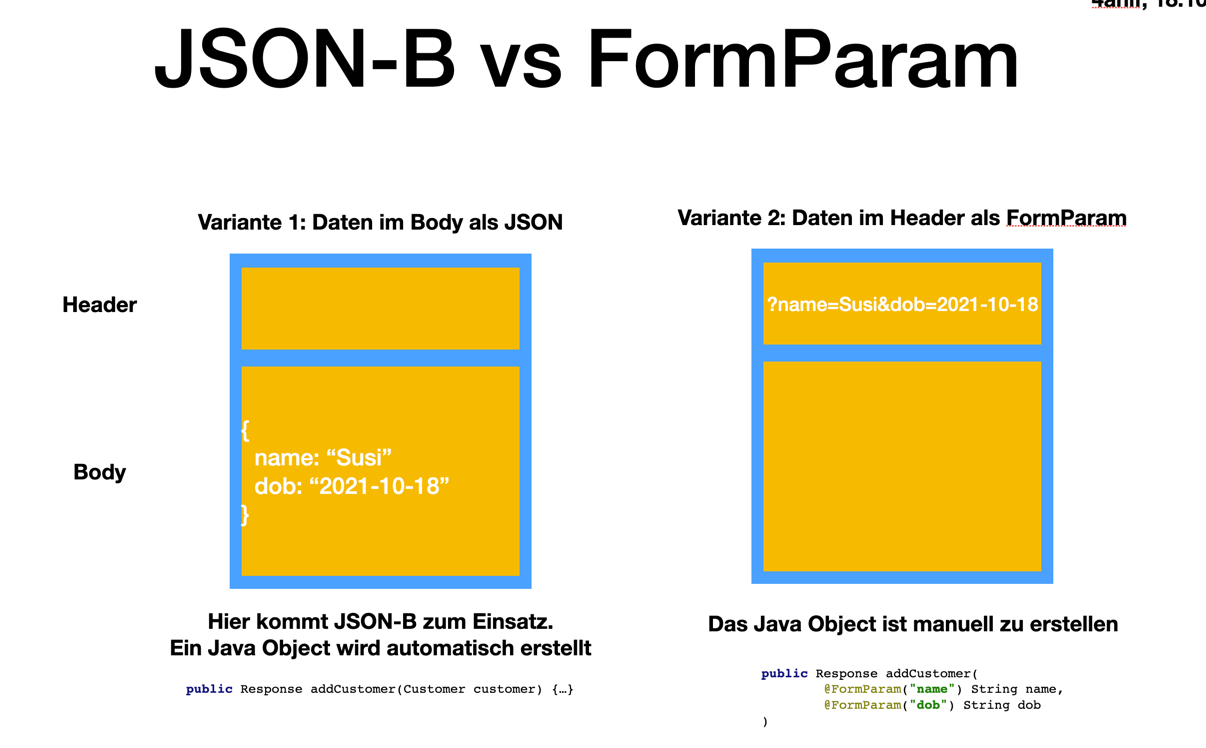 JSON-B vs FormParam
Variante 1: Daten im Body als JSON
Variante 2: Daten im Header als FormParam
Header
?name=Susi&dob=2021-10-18
Body
{
name: “Susi”
dob: “2021-10-18”
}
Hier kommt JSON-B zum Einsatz.
Ein Java Object wird automatisch erstellt
public Response addCustomer(Customer customer) {…}
Das Java Object ist manuell zu erstellen
public Response addCustomer(
@FormParam("name") String name,
@FormParam("dob") String dob
)